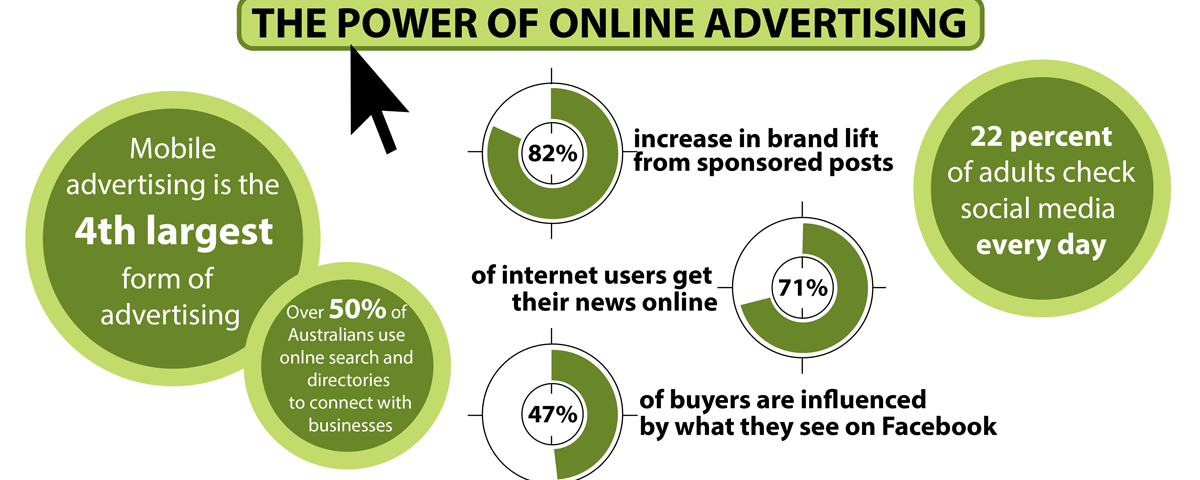 THE POWER OF ONLINE ADVERTISING
Mobile
advertising is the
4th largest
form of
advertising
Over 50% of
Australians use
onlne search and
directories
to connect with
businesses
82%
increase in brand lift
from sponsored posts
of internet users get
their news online
71%
47%
of buyers are influenced
by what they see on Facebook
22 percent
of adults check
social media
every day